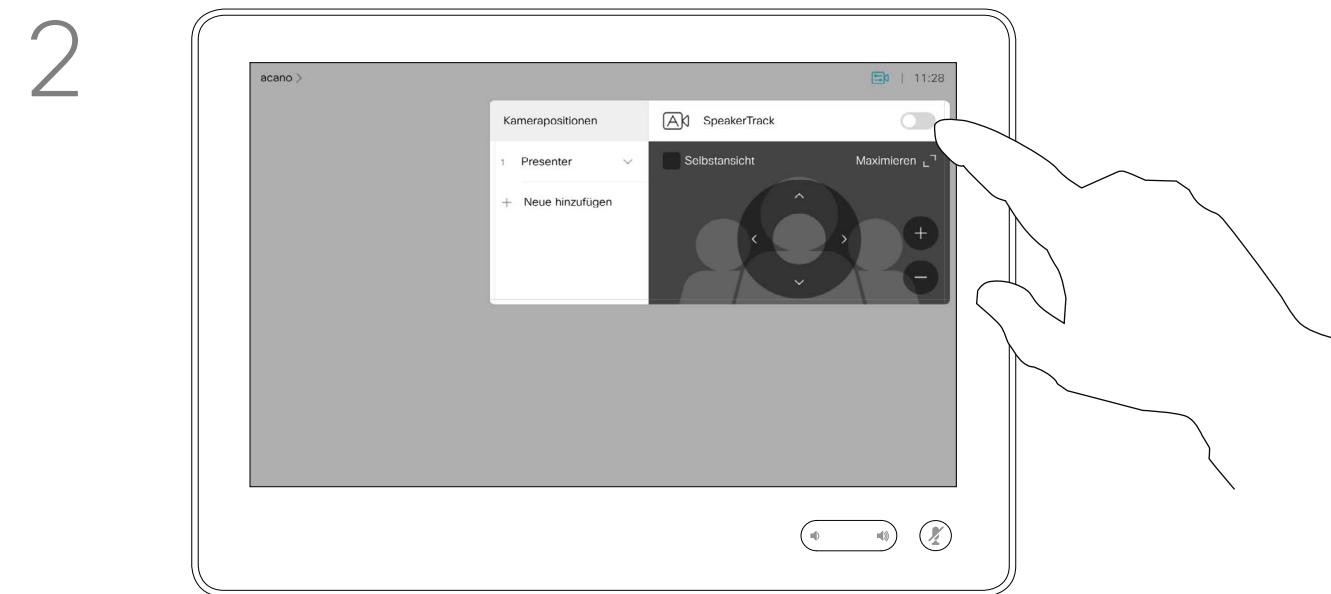 2
acano >
11:28
Kamerapositionen
SpeakerTrack
1 Presenter
Selbstansicht
Maximieren
+ Neue hinzufügen